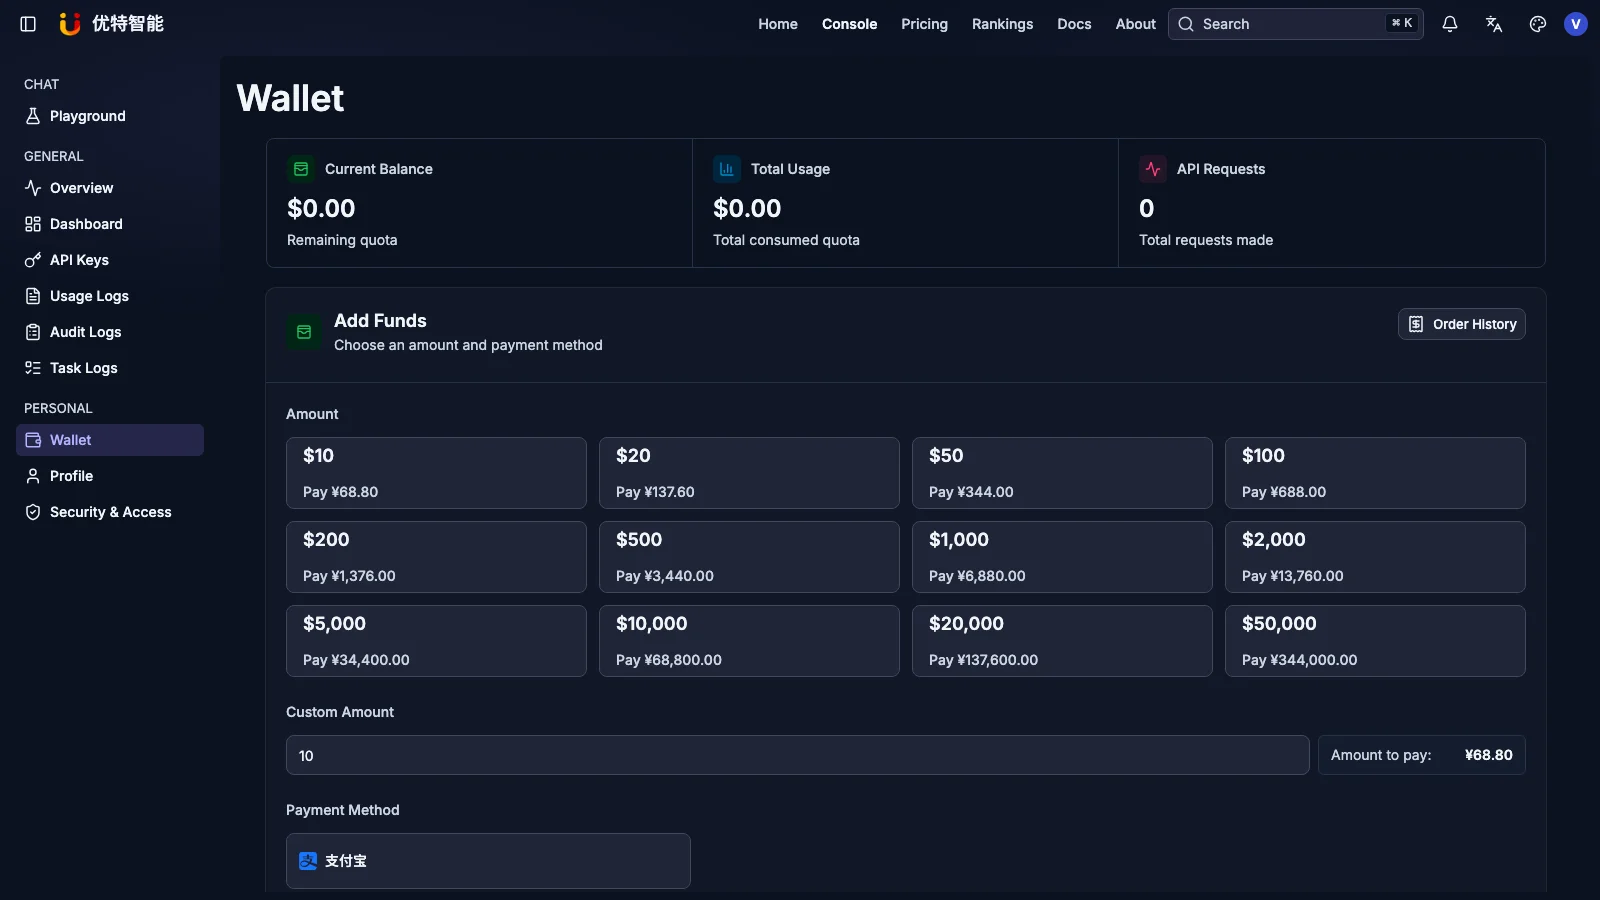 优特智能
Home
Console
Pricing
Rankings
Docs
About
Search
⌘ K
V
CHAT
Playground
GENERAL
Overview
Dashboard
API Keys
Usage Logs
Audit Logs
Task Logs
PERSONAL
Wallet
Profile
Security & Access
Wallet
Current Balance
$0.00
Remaining quota
Total Usage
$0.00
Total consumed quota
API Requests
0
Total requests made
Add Funds
Choose an amount and payment method
Order History
Amount
$10
Pay ¥68.80
$20
Pay ¥137.60
$50
Pay ¥344.00
$100
Pay ¥688.00
$200
Pay ¥1,376.00
$500
Pay ¥3,440.00
$1,000
Pay ¥6,880.00
$2,000
Pay ¥13,760.00
$5,000
Pay ¥34,400.00
$10,000
Pay ¥68,800.00
$20,000
Pay ¥137,600.00
$50,000
Pay ¥344,000.00
Custom Amount
10
Amount to pay: ¥68.80
Payment Method
支付宝